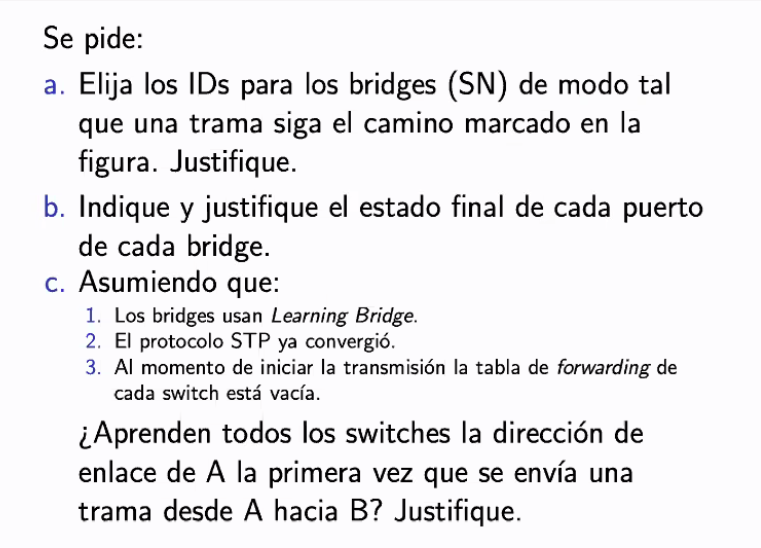 Se pide:
a. Elija los IDs para los bridges (SN) de modo tal
que una trama siga el camino marcado en la
figura. Justifique.
b. Indique y justifique el estado final de cada puerto
de cada bridge.
c. Asumiendo que:
1. Los bridges usan Learning Bridge.
2. El protocolo STP ya convergió.
3. Al momento de iniciar la transmisión la tabla de forwarding de
cada switch está vacía.
¿Aprenden todos los switches la dirección de
enlace de A la primera vez que se envía una
trama desde A hacia B? Justifique.